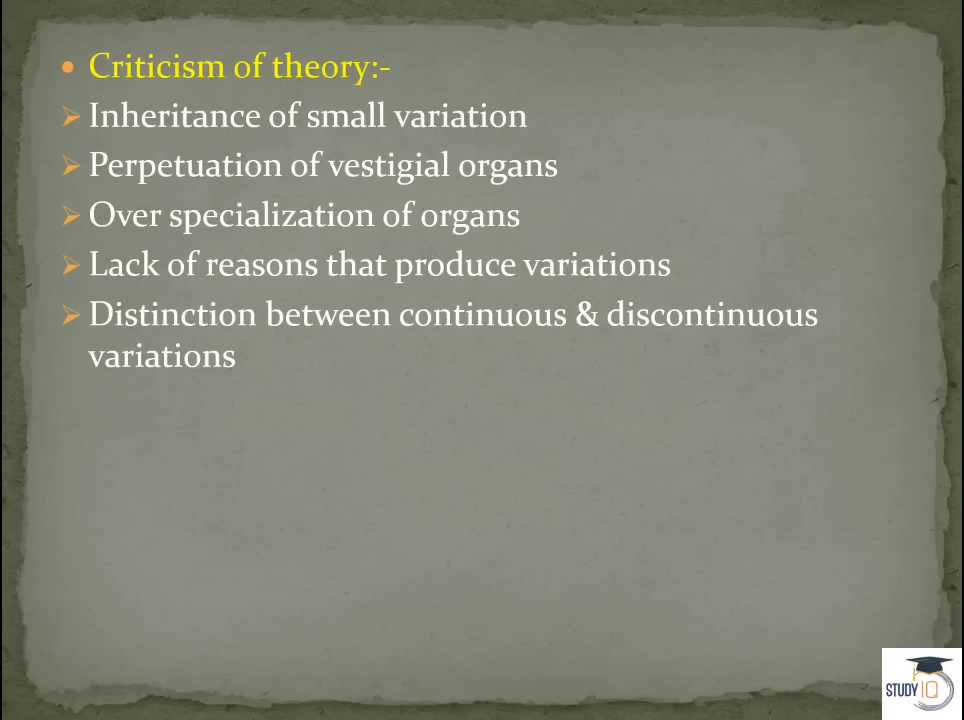 Criticism of theory:-
Inheritance of small variation
Perpetuation of vestigial organs
Over specialization of organs
Lack of reasons that produce variations
Distinction between continuous & discontinuous
variations
STUDY IQ